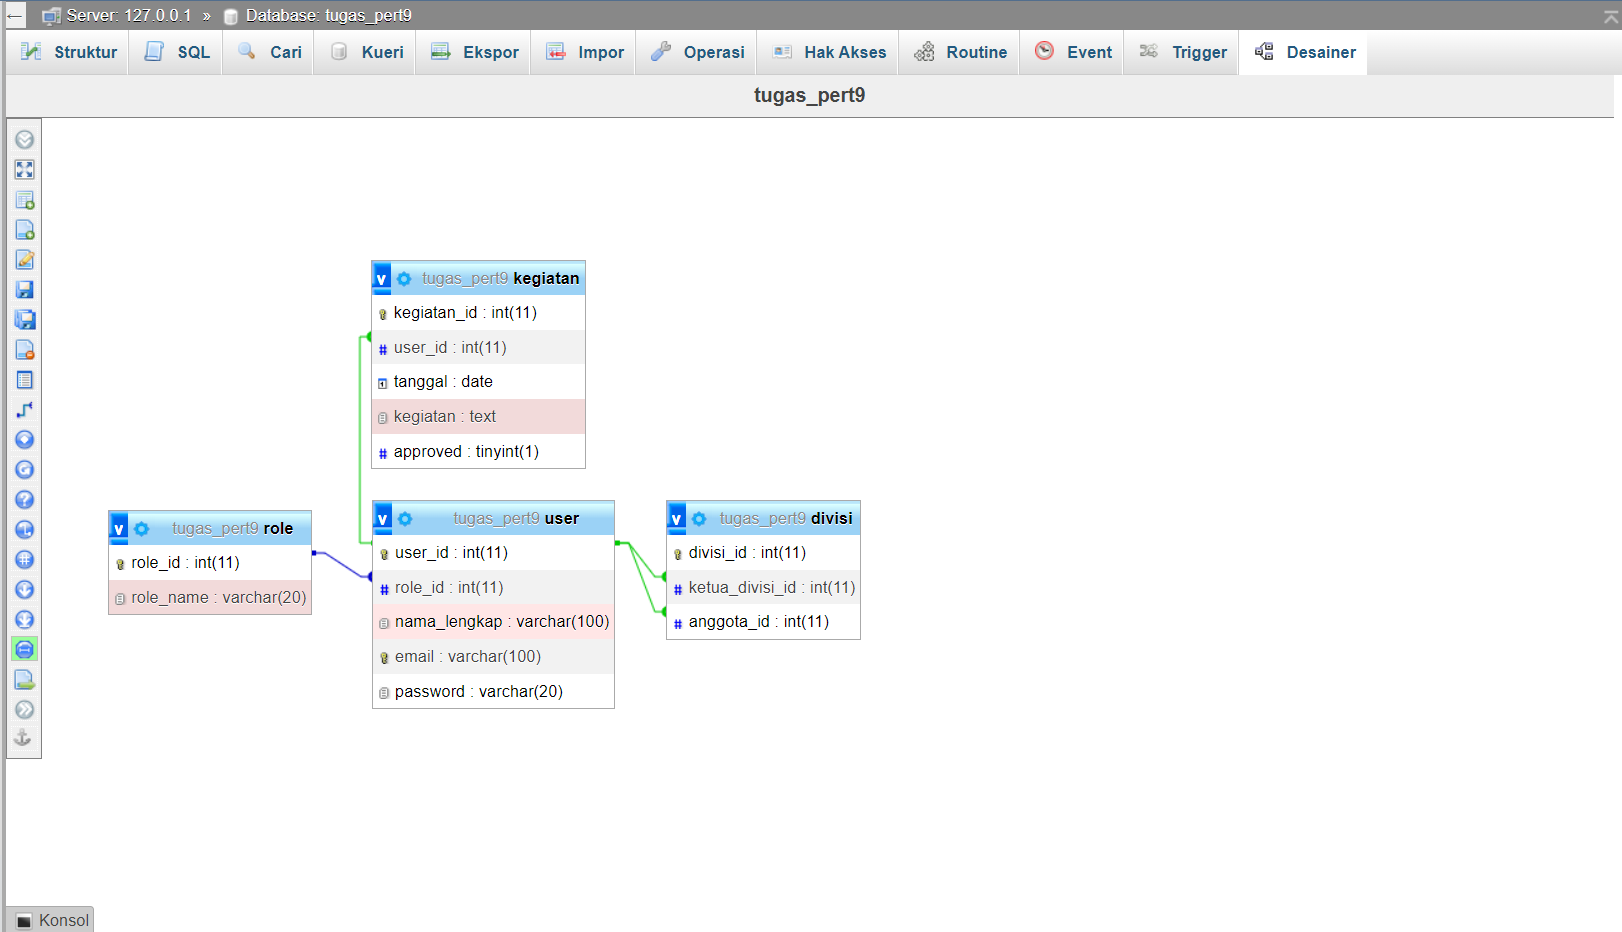 Server: 127.0.0.1 » Database: tugas_pert9
Struktur SQL Cari Kueri Ekspor Impor Operasi Hak Akses Routine Event Trigger Desainer
tugas_pert9
tugas_pert9 kegiatan
kegiatan_id : int(11)
user_id : int(11)
tanggal : date
kegiatan : text
approved : tinyint(1)
tugas_pert9 role
role_id : int(11)
role_name : varchar(20)
tugas_pert9 user
user_id : int(11)
role_id : int(11)
nama_lengkap : varchar(100)
email : varchar(100)
password : varchar(20)
tugas_pert9 divisi
divisi_id : int(11)
ketua_divisi_id : int(11)
anggota_id : int(11)
Konsol